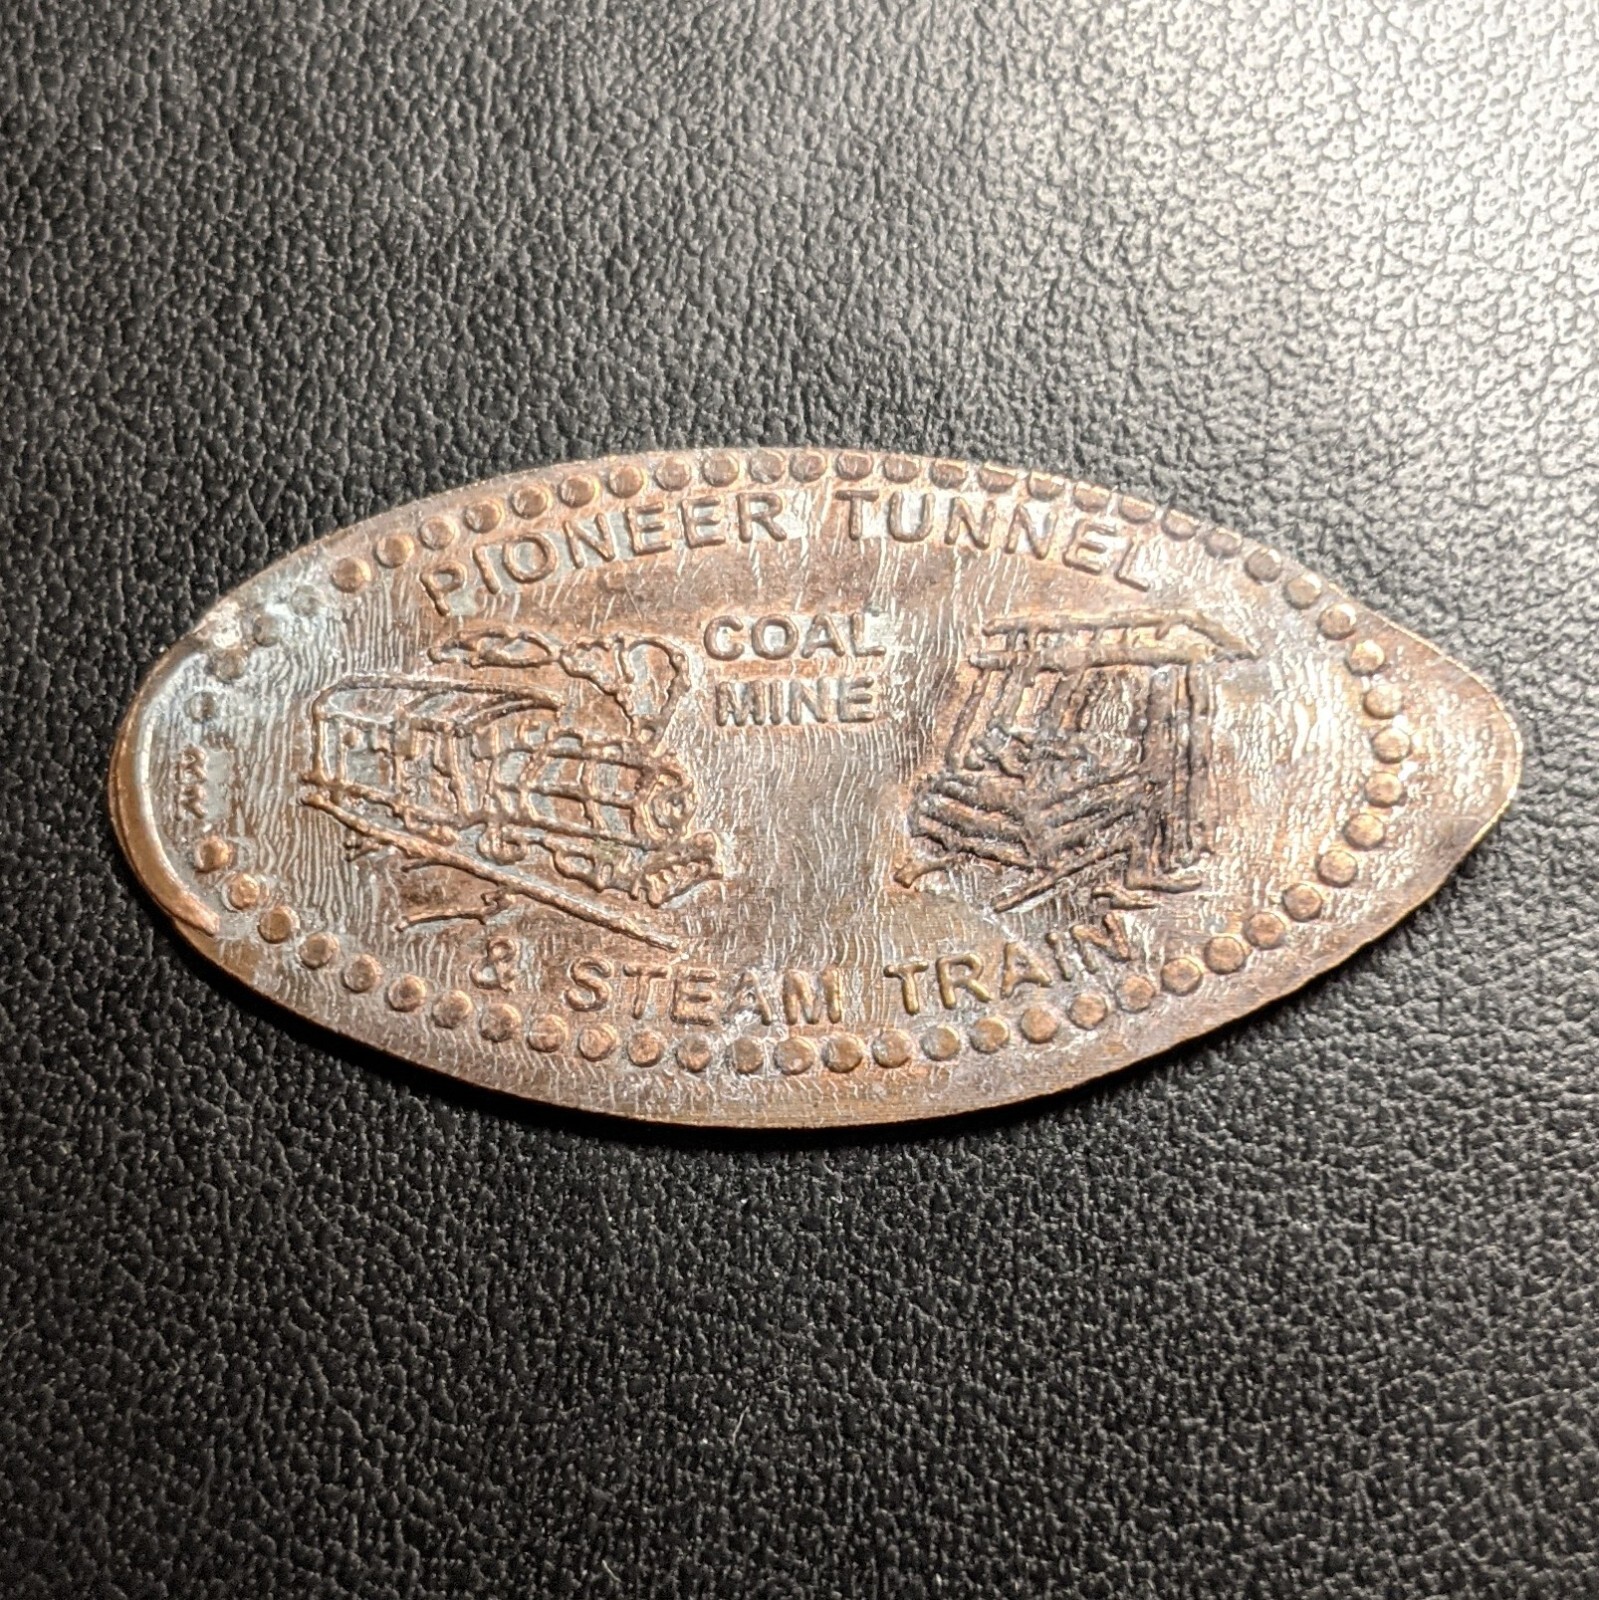 PIONEER TUNNEL
COAL
MINE
& STEAM TRAIN